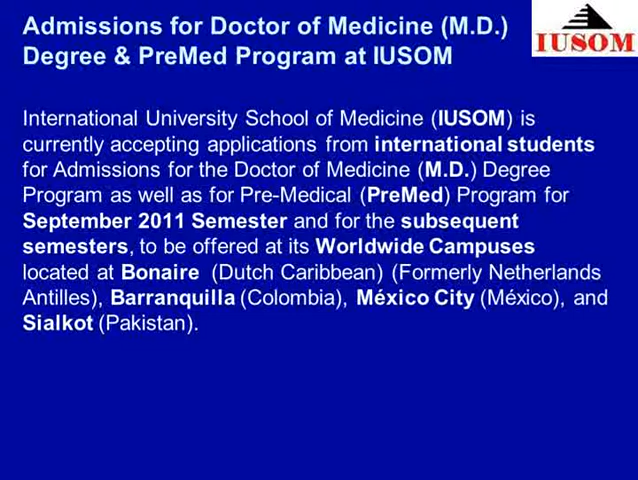 Admissions for Doctor of Medicine (M.D.)
Degree & PreMed Program at IUSOM
IUSOM
International University School of Medicine (IUSOM) is
currently accepting applications from international students
for Admissions for the Doctor of Medicine (M.D.) Degree
Program as well as for Pre-Medical (PreMed) Program for
September 2011 Semester and for the subsequent
semesters, to be offered at its Worldwide Campuses
located at Bonaire (Dutch Caribbean) (Formerly Netherlands
Antilles), Barranquilla (Colombia), México City (México), and
Sialkot (Pakistan).